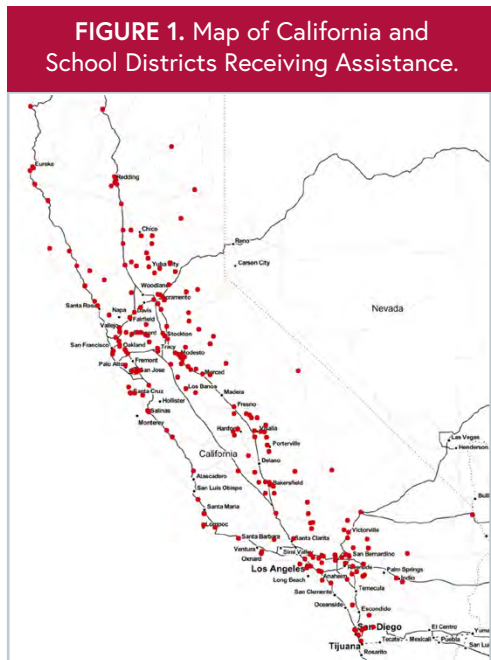 FIGURE 1. Map of California and
School Districts Receiving Assistance.
Eureka
Redding
Chico
Reno
Yuba City
Carson City
Woodland
Sacramento
Santa Rosa
Napa
Davis
Fairfield
Nevada
Vallejo
Stockton
San Francisco
Oakland
Tracy
Modesto
Fremont
Palo Alto
San Jose
Merced
Santa Cruz
Los Banos
Madera
Hollister
Fresno
Salinas
Monterey
Hanford
Visalia
Las Vegas
Henderson
Porterville
California
Delano
Atascadero
Bakersfield
San Luis Obispo
Bull
Santa Maria
Lompoc
Victorville
Santa Barbara
Santa Clarita
Ventura
Simi Valley
San Bernardino
Oxnard
Los Angeles
Riverside
Palm Springs
Long Beach
Anaheim
Indio
San Clemente
Temecula
Oceanside
Escondido
San Diego
El Centro
Yuma
Tijuana
Tecate
Mexicali
Puebla
San Lu
Rosarito